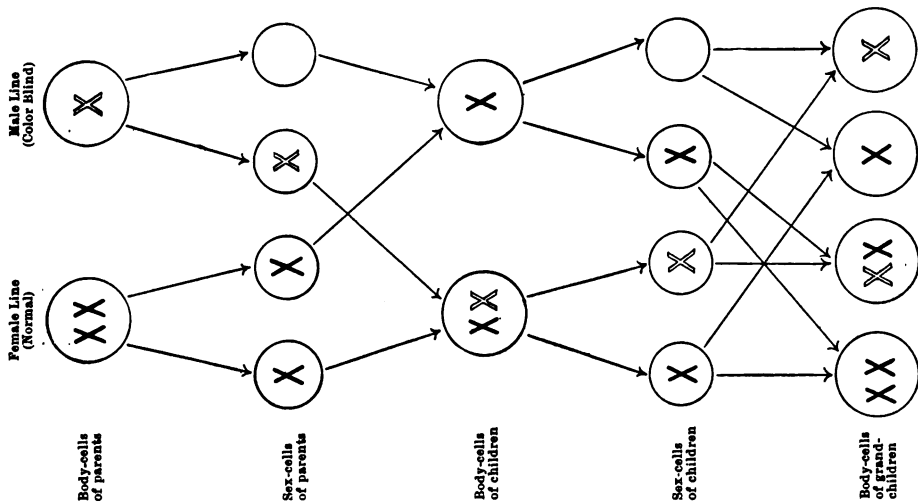 Female Line
(Normal)
Male Line
(Color Blind)
Body-cells
of parents
Sex-cells
of parents
Body-cells
of children
Sex-cells
of children
Body-cells
of grand-
children